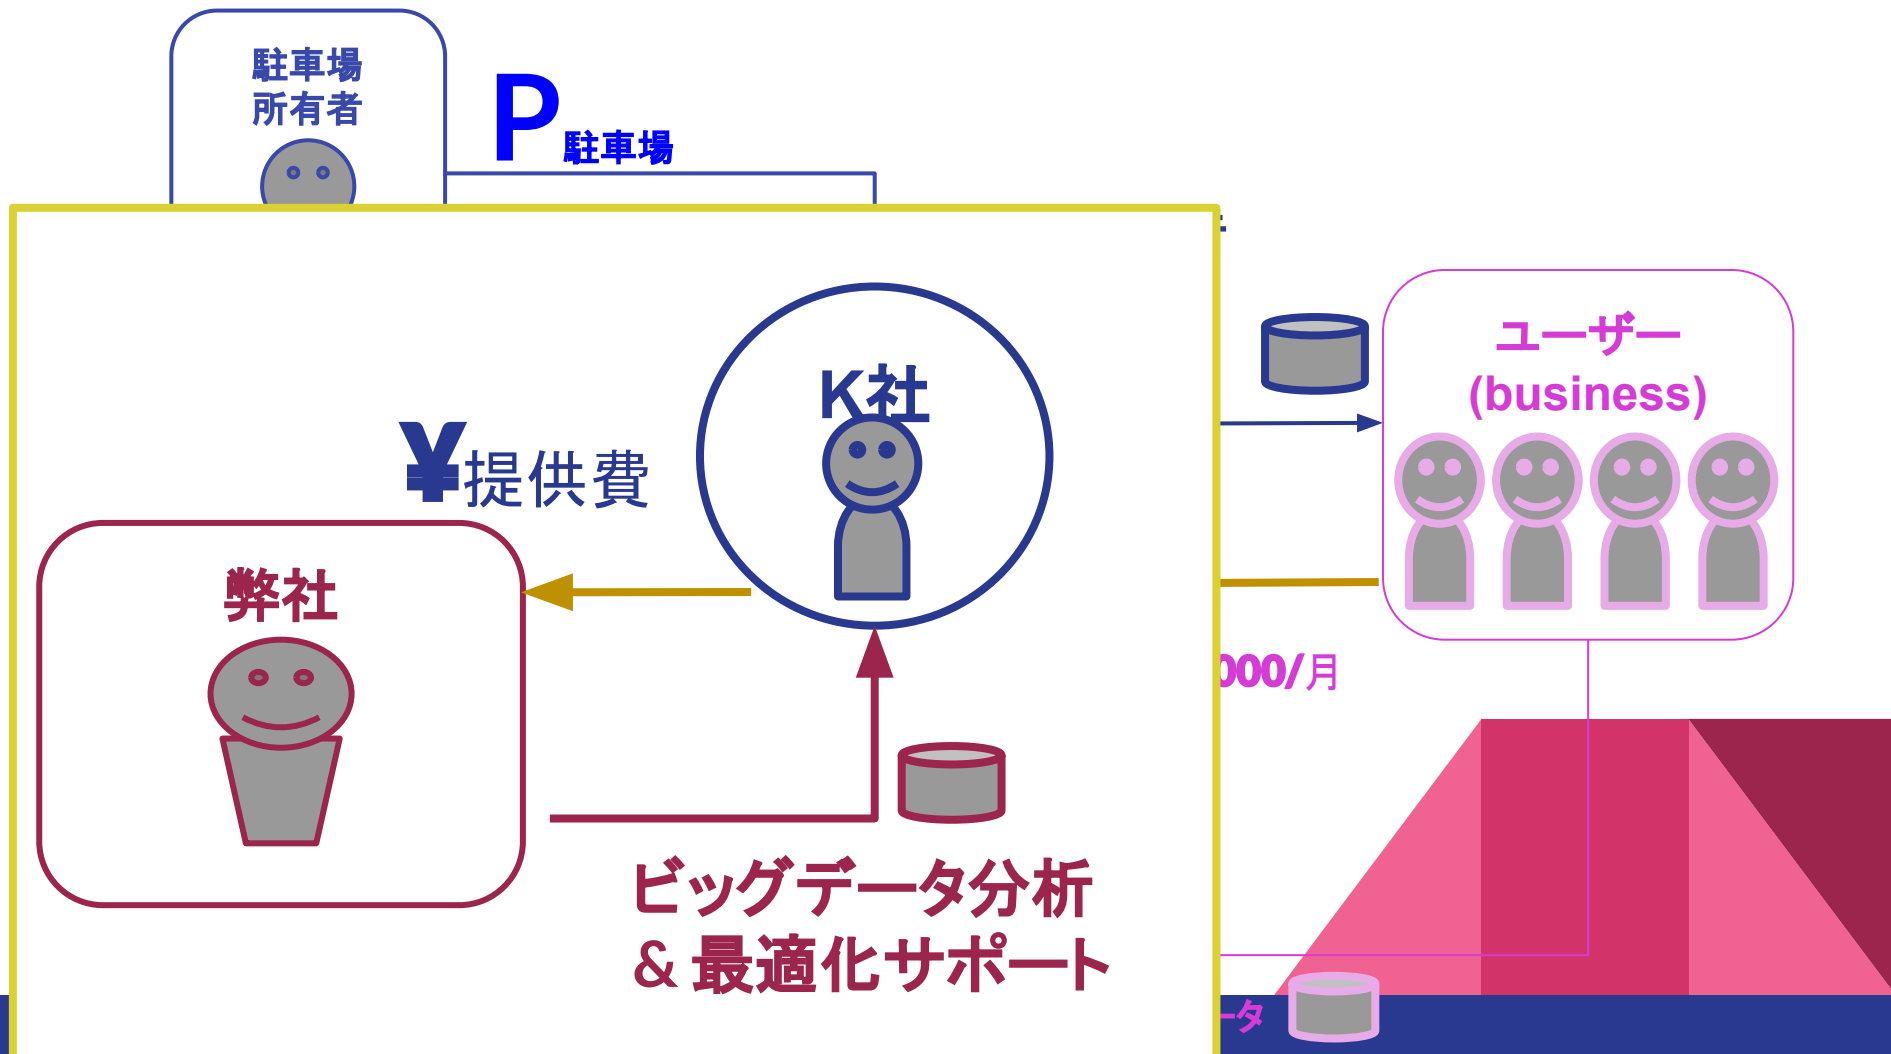 駐車場
所有者
P駐車場
ユーザー
(business)
K社
¥提供費
弊社
000/月
ビッグデータ分析
& 最適化サポート
ータ